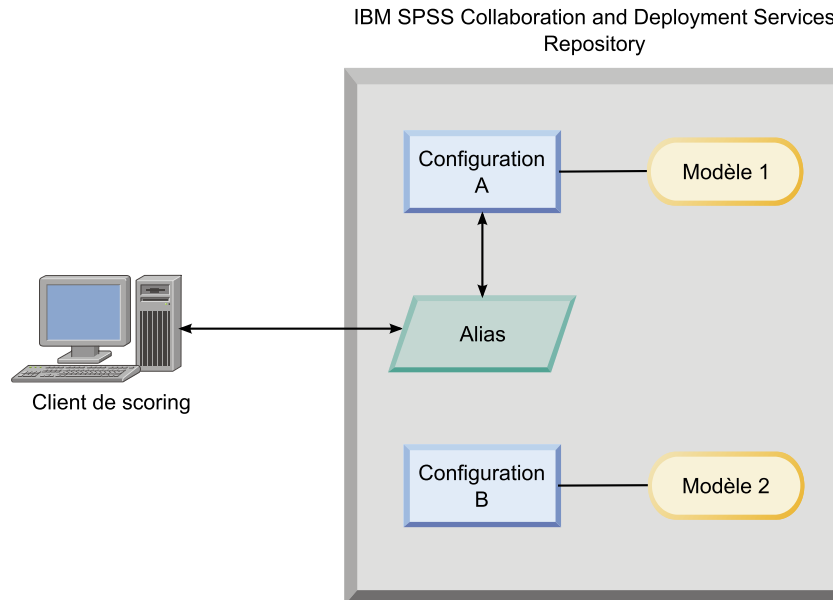 IBM SPSS Collaboration and Deployment Services
Repository
Configuration
A
Modèle 1
Alias
Client de scoring
Configuration
B
Modèle 2